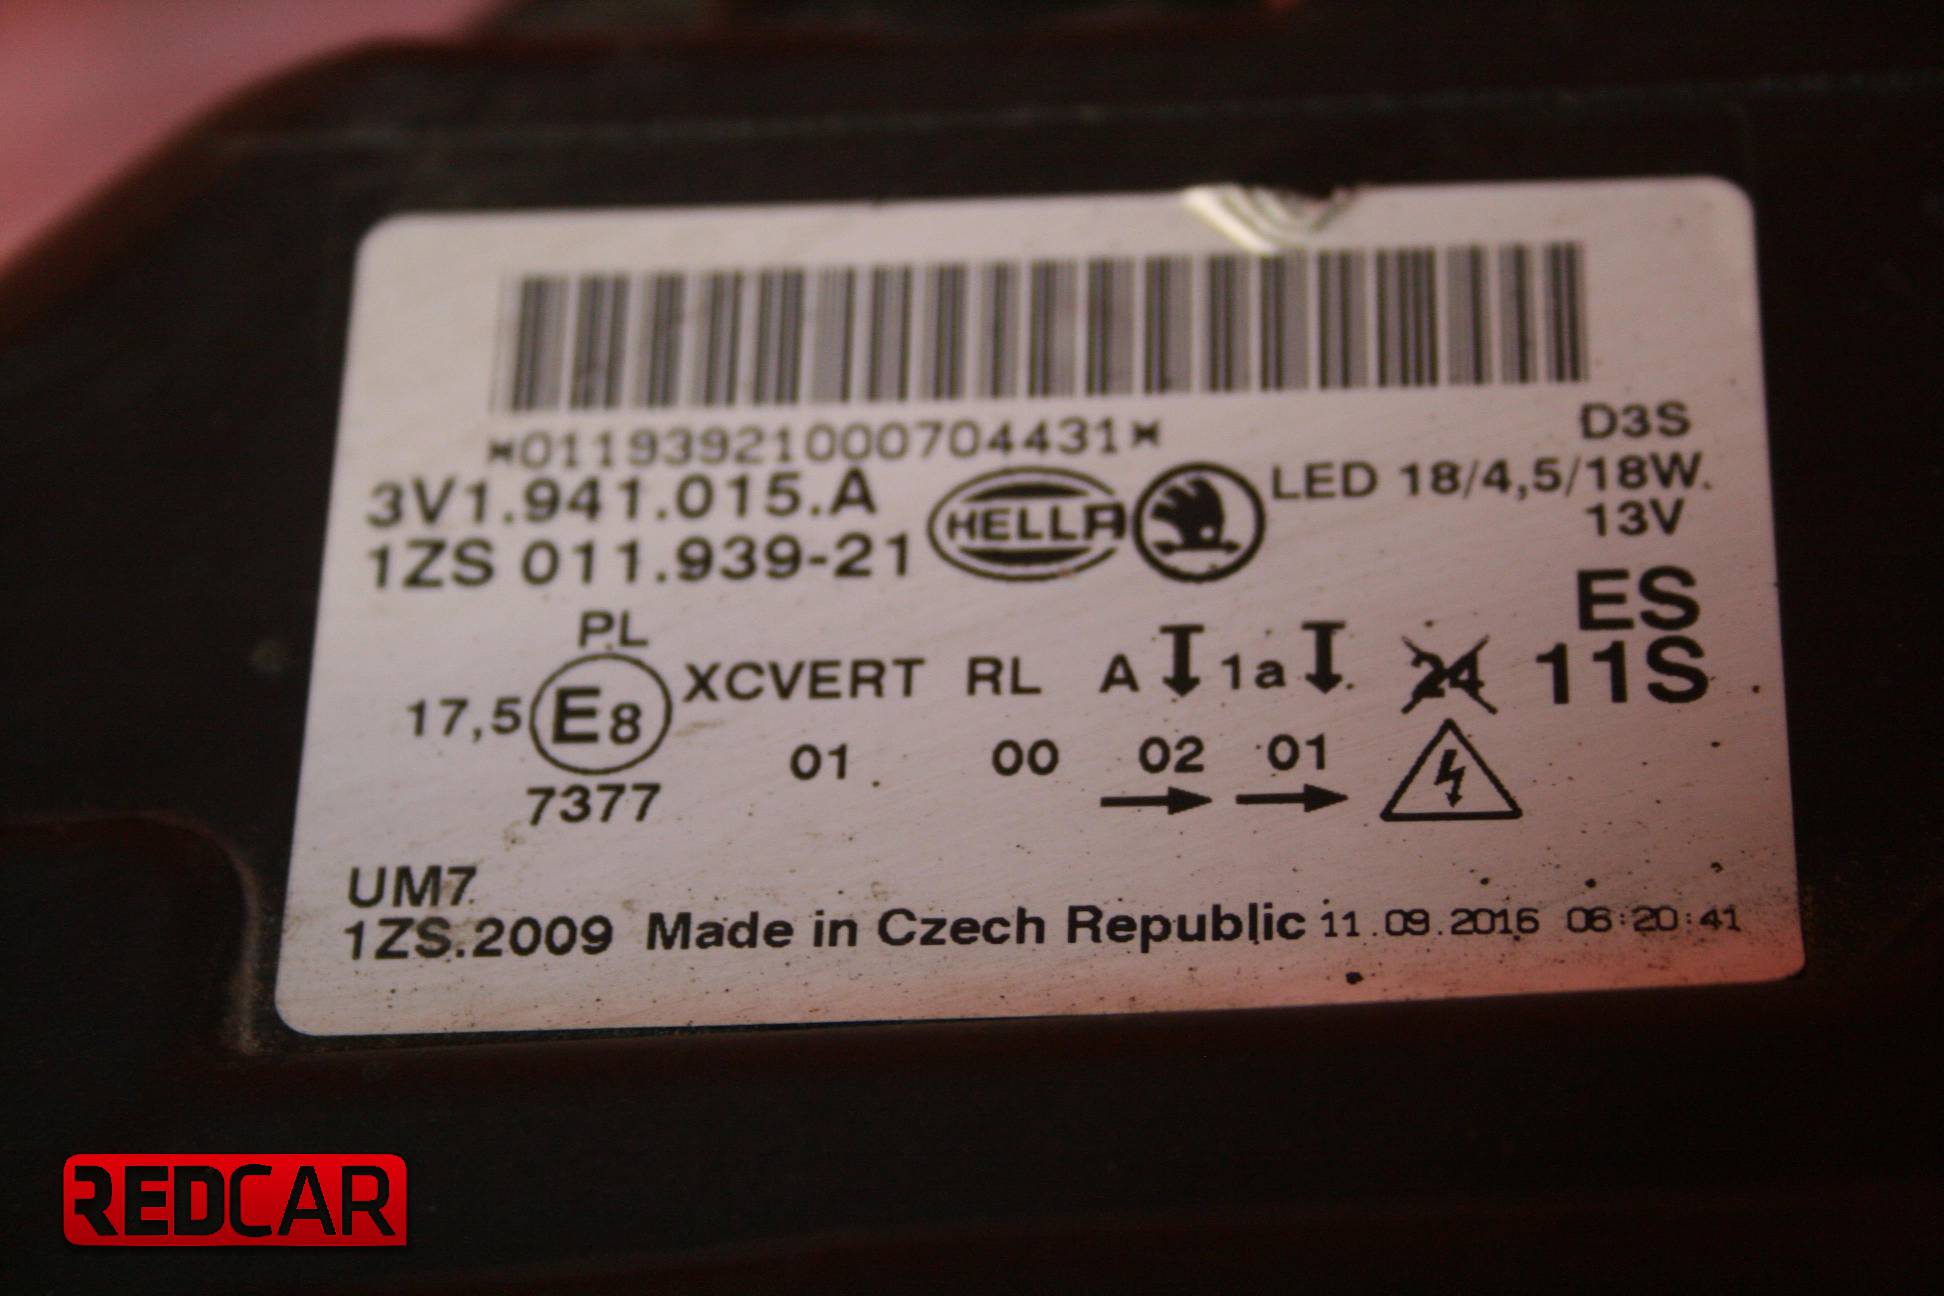 *01193921000704431*
D3S
3V1.941.015.A HELLA LED 18/4,5/18W.
13V
1ZS 011.939-21
ES
PL
17,5 E8 XCVERT RL A 1a 24 11S
01 00 02 01
7377
UM7
1ZS.2009 Made in Czech Republic 11.09.2016 06:20:41
REDCAR